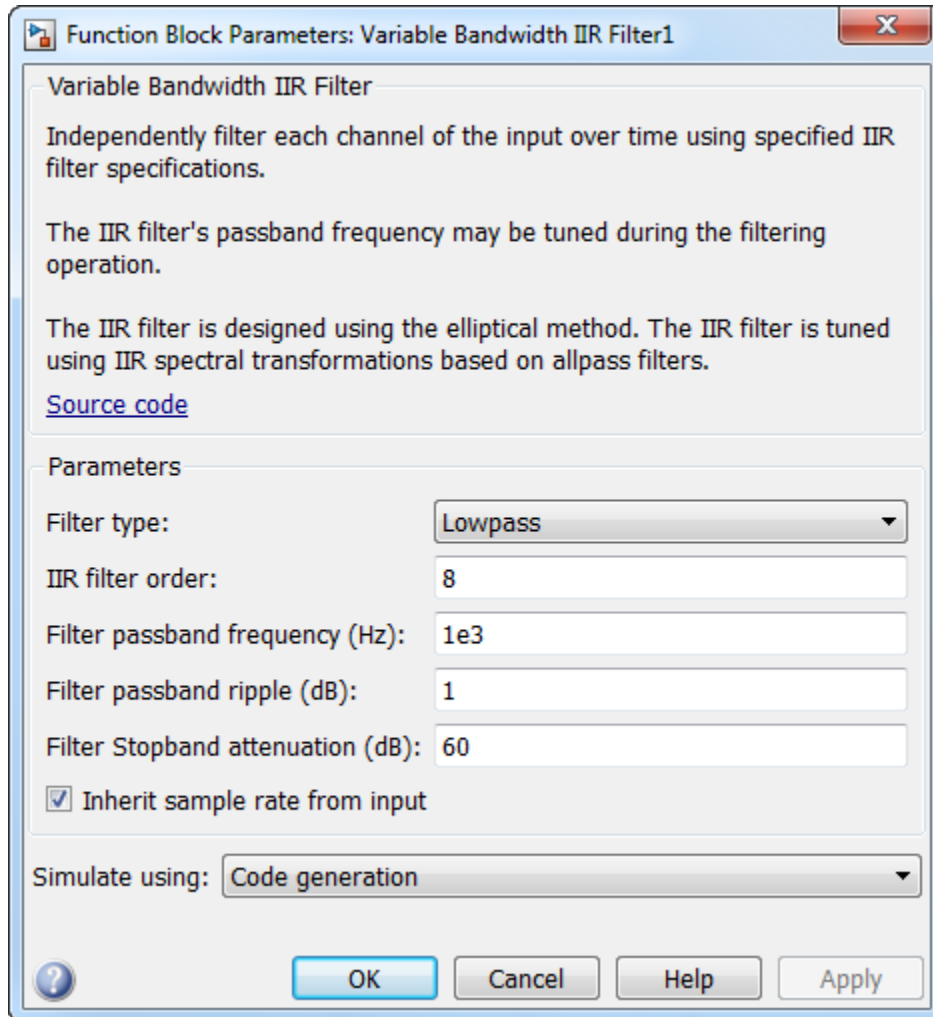 Function Block Parameters: Variable Bandwidth IIR Filter1
Variable Bandwidth IIR Filter
Independently filter each channel of the input over time using specified IIR
filter specifications.
The IIR filter's passband frequency may be tuned during the filtering
operation.
The IIR filter is designed using the elliptical method. The IIR filter is tuned
using IIR spectral transformations based on allpass filters.
Source code
Parameters
Filter type: Lowpass
IIR filter order: 8
Filter passband frequency (Hz): 1e3
Filter passband ripple (dB): 1
Filter Stopband attenuation (dB): 60
Inherit sample rate from input
Simulate using: Code generation
OK Cancel Help Apply